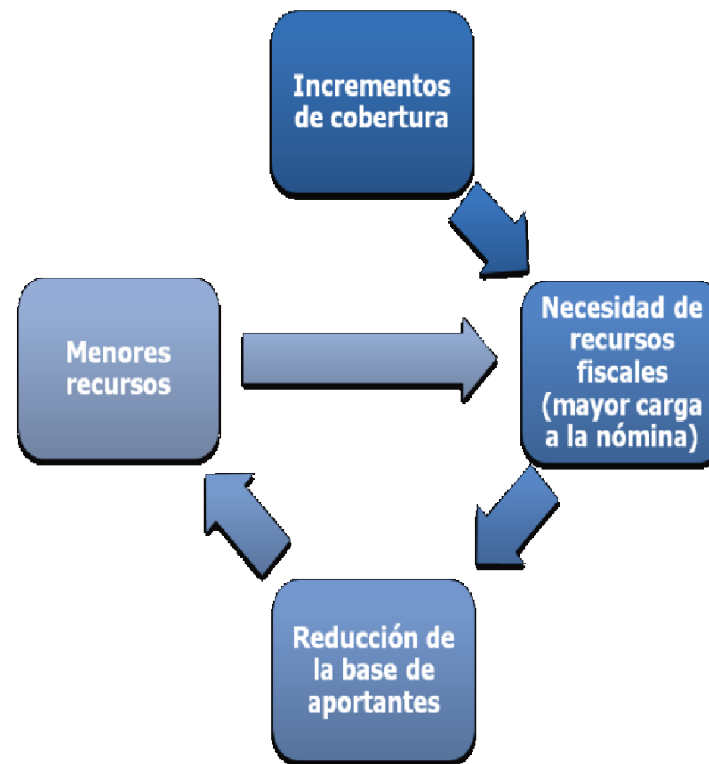 Incrementos
de cobertura
Necesidad de
recursos
fiscales
(mayor carga
a la nómina)
Menores
recursos
Reducción de
la base de
aportantes